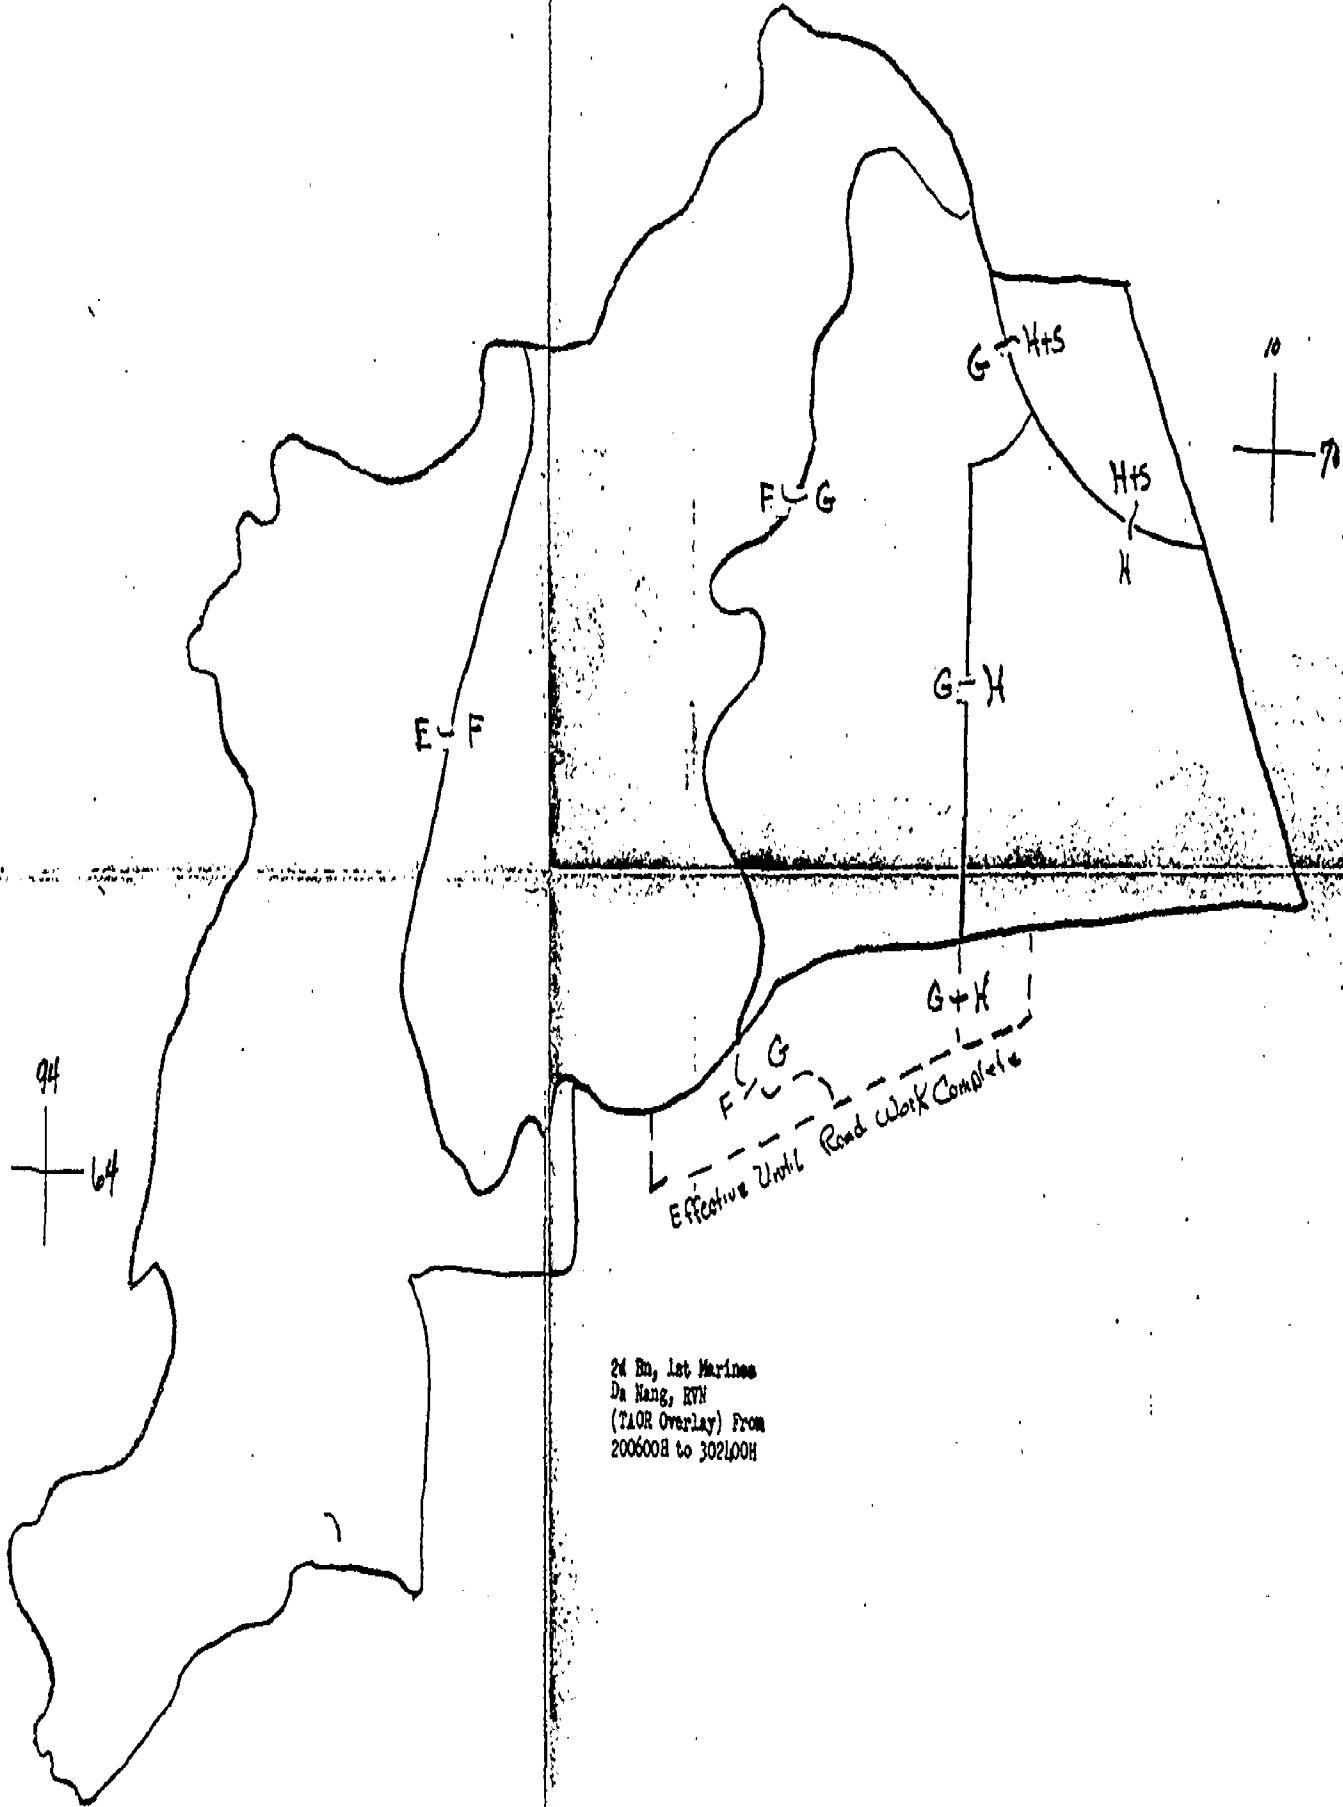 10
G H+S
70
H+S
H
F G
G H
E F
G H
G
F
94
64
Effective Until Road Work Complete
2d Bn, 1st Marines
Da Nang, RVN
(TAOR Overlay) From
200600H to 302400H